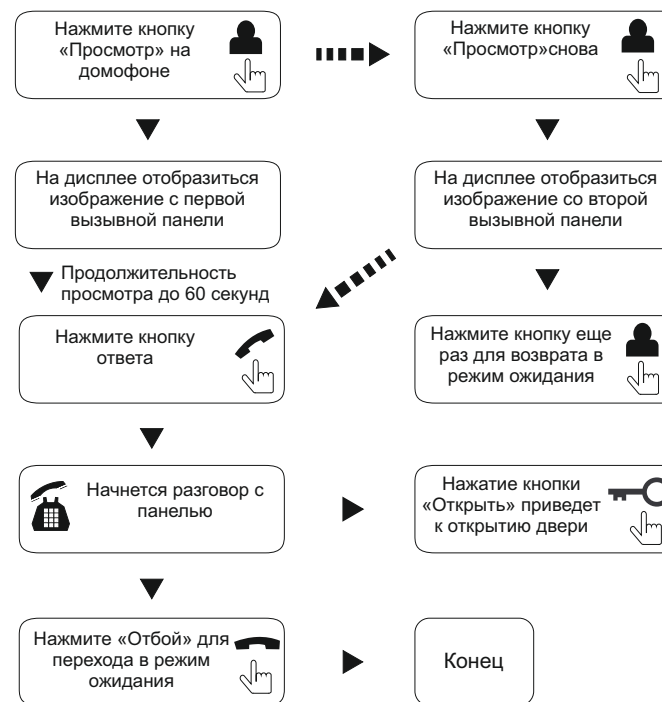 Нажмите кнопку
«Просмотр» на
домофоне
Нажмите кнопку
«Просмотр»снова
На дисплее отобразиться
изображение с первой
вызывной панели
На дисплее отобразиться
изображение со второй
вызывной панели
Продолжительность
просмотра до 60 секунд
Нажмите кнопку
ответа
Нажмите кнопку еще
раз для возврата в
режим ожидания
Начнется разговор с
панелью
Нажатие кнопки
«Открыть» приведет
к открытию двери
Нажмите «Отбой» для
перехода в режим
ожидания
Конец